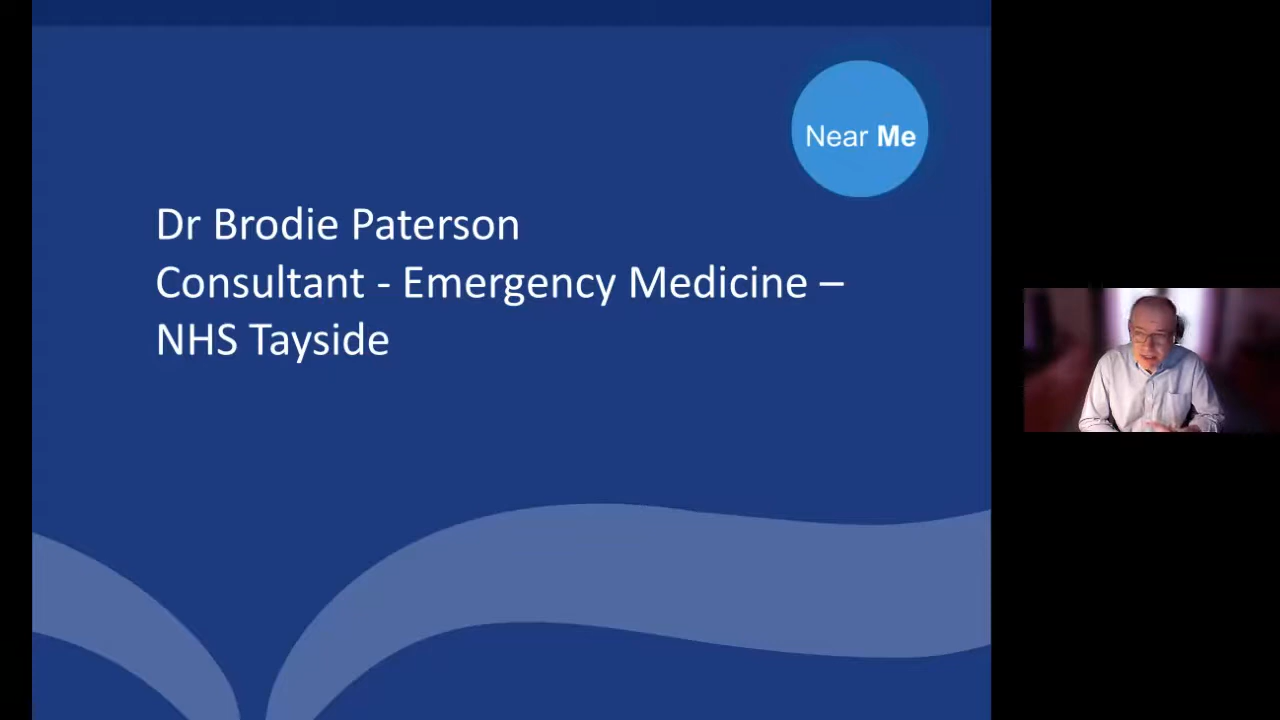 Near Me
Dr Brodie Paterson
Consultant - Emergency Medicine –
NHS Tayside